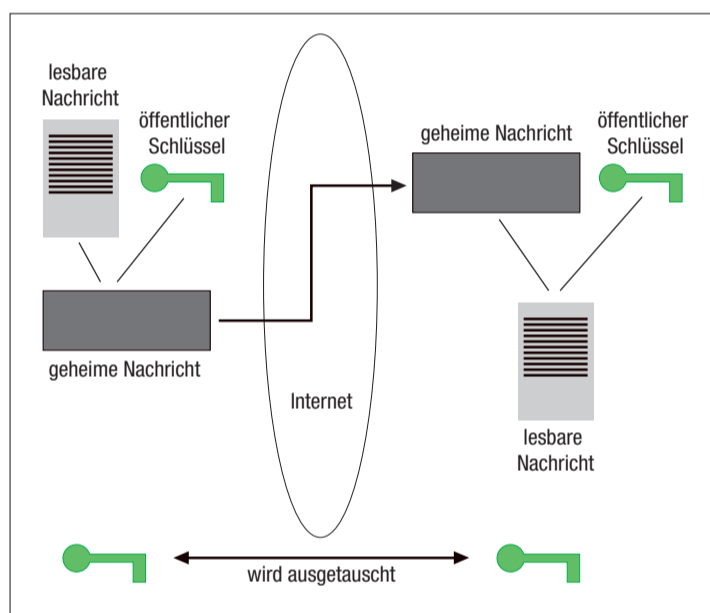 lesbare
Nachricht
öffentlicher
Schlüssel
geheime Nachricht
Internet
geheime Nachricht
öffentlicher
Schlüssel
lesbare
Nachricht
wird ausgetauscht